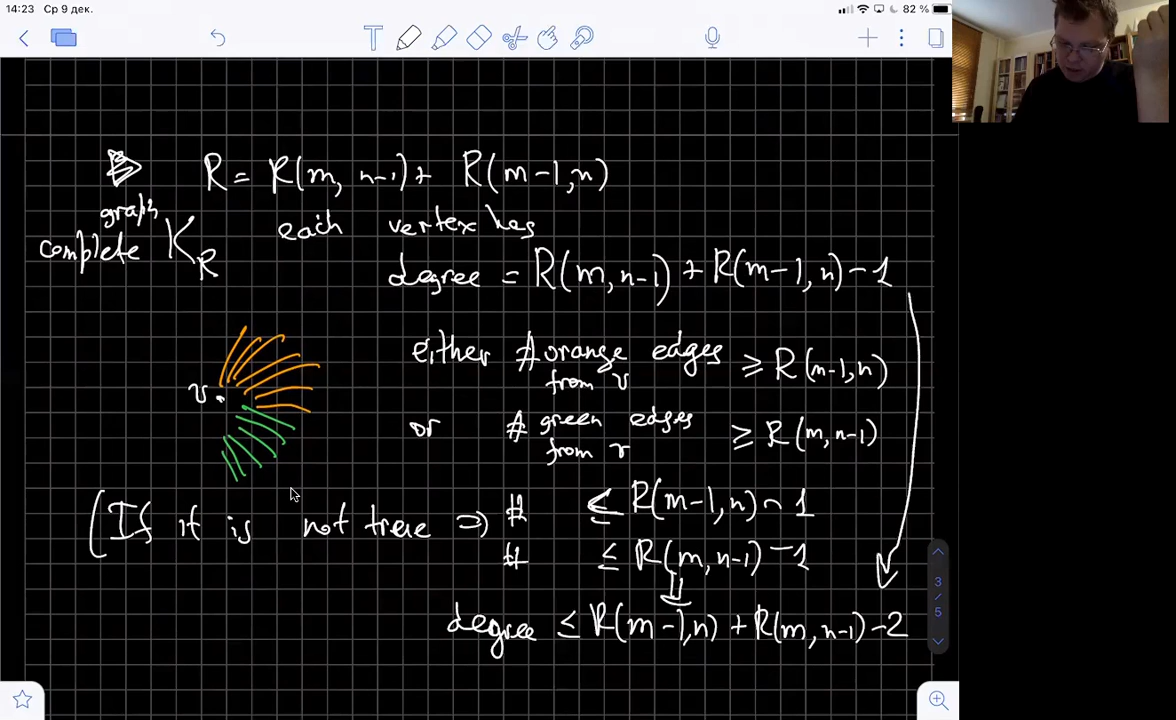 14:23 Ср 9 дек.
82 %
R = R(m, n-1) + R(m-1, n)
graph
complete K_R
each vertex has
degree = R(m, n-1) + R(m-1, n) - 1
Either # orange edges from v ≥ R(m-1, n)
v
or # green edges from v ≥ R(m, n-1)
(If it is not true ⇒ # ≤ R(m-1, n) - 1
# ≤ R(m, n-1) - 1
⇓
degree ≤ R(m-1, n) + R(m, n-1) - 2
3 / 5